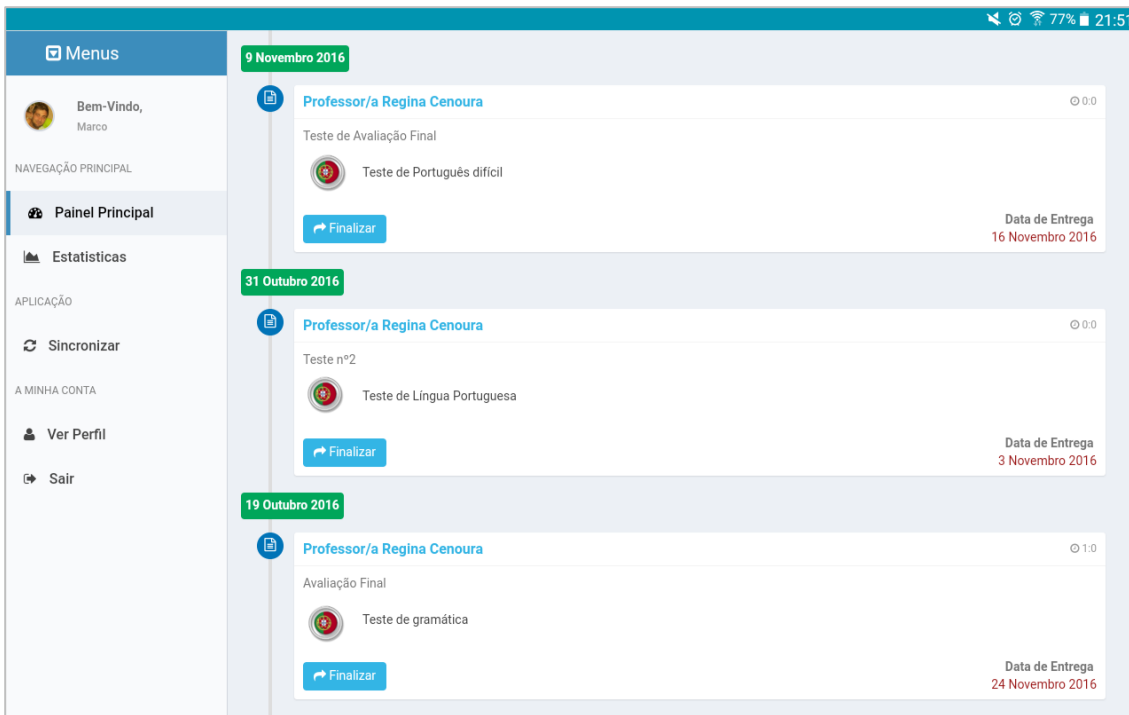 77% 21:51
Menus
Bem-Vindo,
Marco
NAVEGAÇÃO PRINCIPAL
Painel Principal
Estatisticas
APLICAÇÃO
Sincronizar
A MINHA CONTA
Ver Perfil
Sair
9 Novembro 2016
Professor/a Regina Cenoura 0:0
Teste de Avaliação Final
Teste de Português difícil
Finalizar
Data de Entrega
16 Novembro 2016
31 Outubro 2016
Professor/a Regina Cenoura 0:0
Teste nº2
Teste de Língua Portuguesa
Finalizar
Data de Entrega
3 Novembro 2016
19 Outubro 2016
Professor/a Regina Cenoura 1:0
Avaliação Final
Teste de gramática
Finalizar
Data de Entrega
24 Novembro 2016